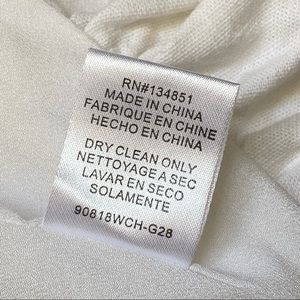 RN#134851
MADE IN CHINA
FABRIQUE EN CHINE
HECHO EN CHINA
DRY CLEAN ONLY
NETTOYAGE A SEC
LAVAR EN SECO
SOLAMENTE
90818WCH-G28